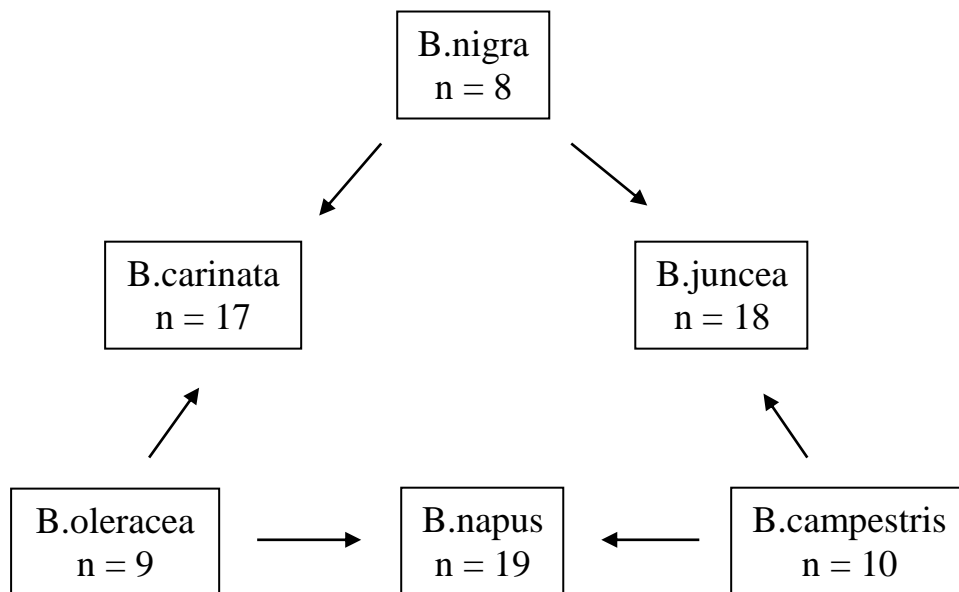 B.nigra
n = 8
B.carinata
n = 17
B.juncea
n = 18
B.oleracea
n = 9
B.napus
n = 19
B.campestris
n = 10